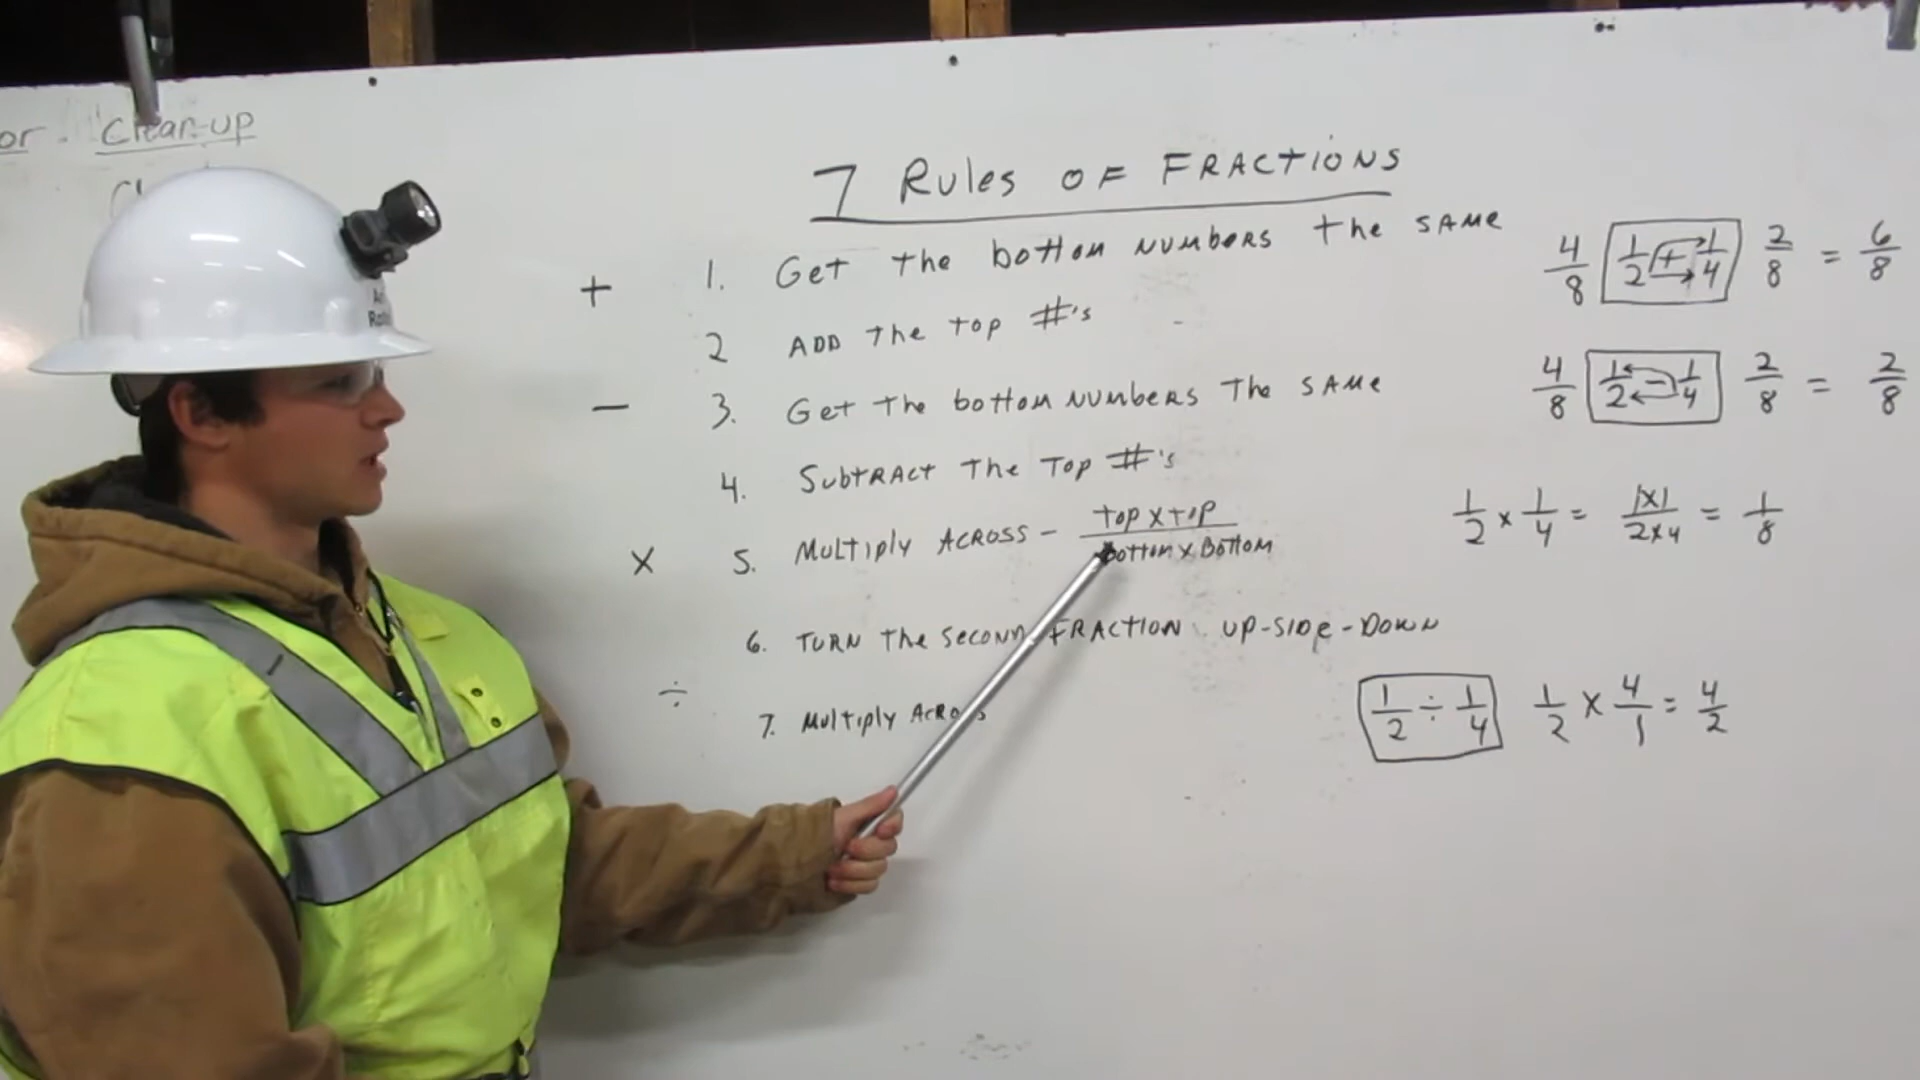 or. Clean-up
7 Rules OF FRACTIONS
+ 1. Get the bottom NUMBERS the SAME
4/8 1/2 + 1/4 2/8 = 6/8
2 ADD the top #'s
- 3. Get the bottom NUMBERS The SAME
4/8 1/2 - 1/4 2/8 = 2/8
4. SubtRAct The Top #'s
X 5. Multiply ACROSS - top x top / bottom x Bottom
1/2 x 1/4 = 1x1/2x4 = 1/8
6. TURN The Second FRACTION UP-SIDe-DOWN
÷ 7. Multiply Across
1/2 ÷ 1/4 1/2 X 4/1 = 4/2